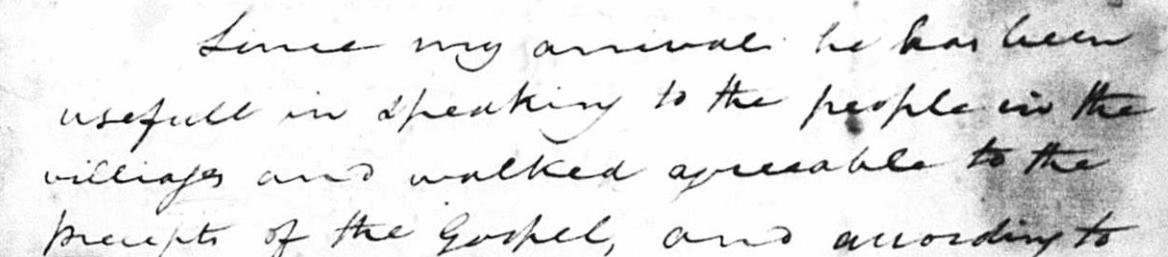 Since my arrival he has been
usefull in speaking to the people in the
villiages and walked agreeable to the
precepts of the Gospel, and according to